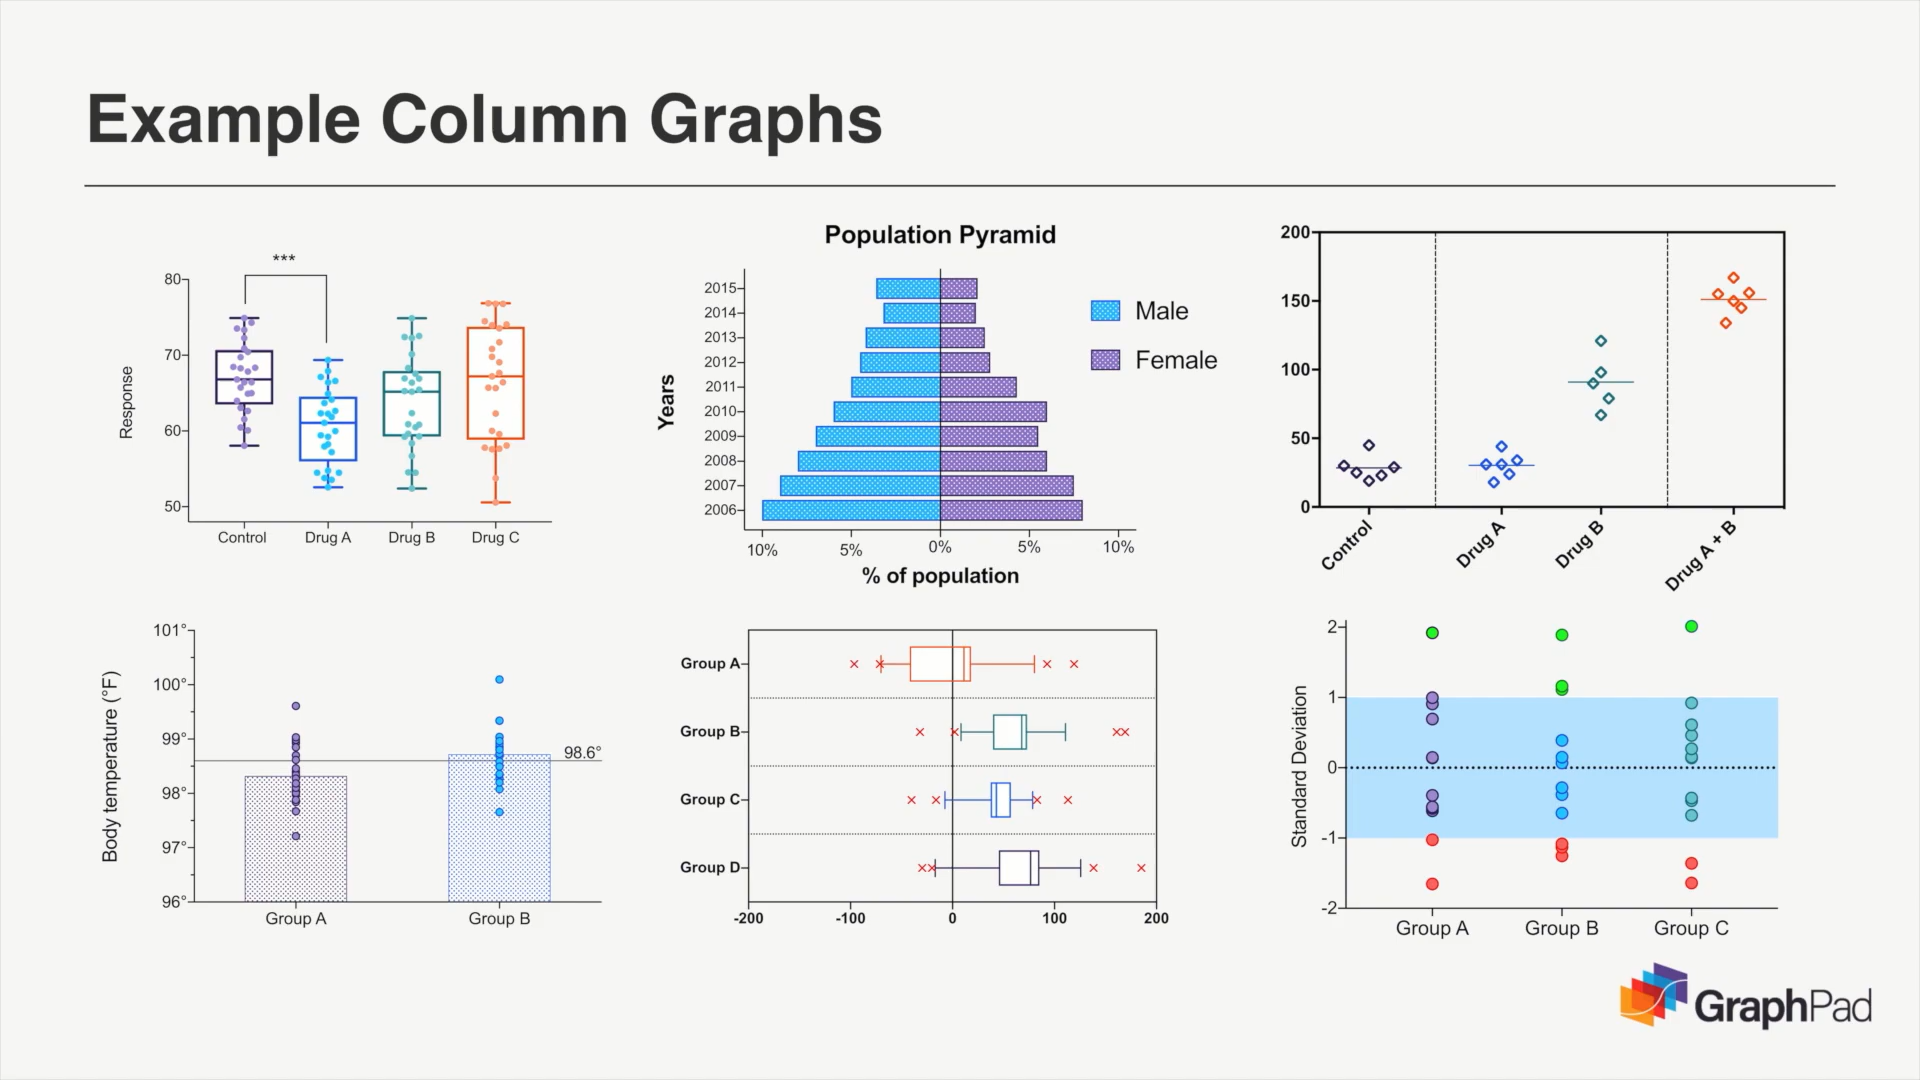 Example Column Graphs
***
80
70
60
50
Response
Control Drug A Drug B Drug C
Population Pyramid
2015
2014
2013
2012
2011
2010
2009
2008
2007
2006
Years
10% 5% 0% 5% 10%
% of population
Male
Female
200
150
100
50
0
Control Drug A Drug B Drug A + B
101°
100°
99°
98°
97°
96°
Body temperature (°F)
98.6°
Group A Group B
Group A
Group B
Group C
Group D
-200 -100 0 100 200
2
1
0
-1
-2
Standard Deviation
Group A Group B Group C
GraphPad